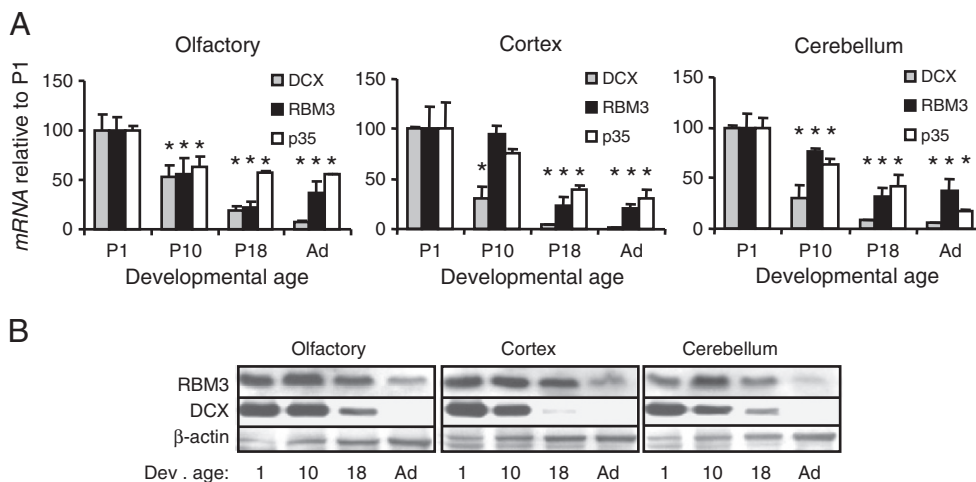 A
Olfactory
Cortex
Cerebellum
mRNA relative to P1
150
100
50
0
DCX
RBM3
p35
* * *
* * *
* * *
P1 P10 P18 Ad
Developmental age
150
100
50
0
DCX
RBM3
p35
*
* * *
* * *
P1 P10 P18 Ad
Developmental age
150
100
50
0
DCX
RBM3
p35
* * *
* * *
* * *
P1 P10 P18 Ad
Developmental age
B
Olfactory Cortex Cerebellum
RBM3
DCX
β-actin
Dev . age: 1 10 18 Ad 1 10 18 Ad 1 10 18 Ad